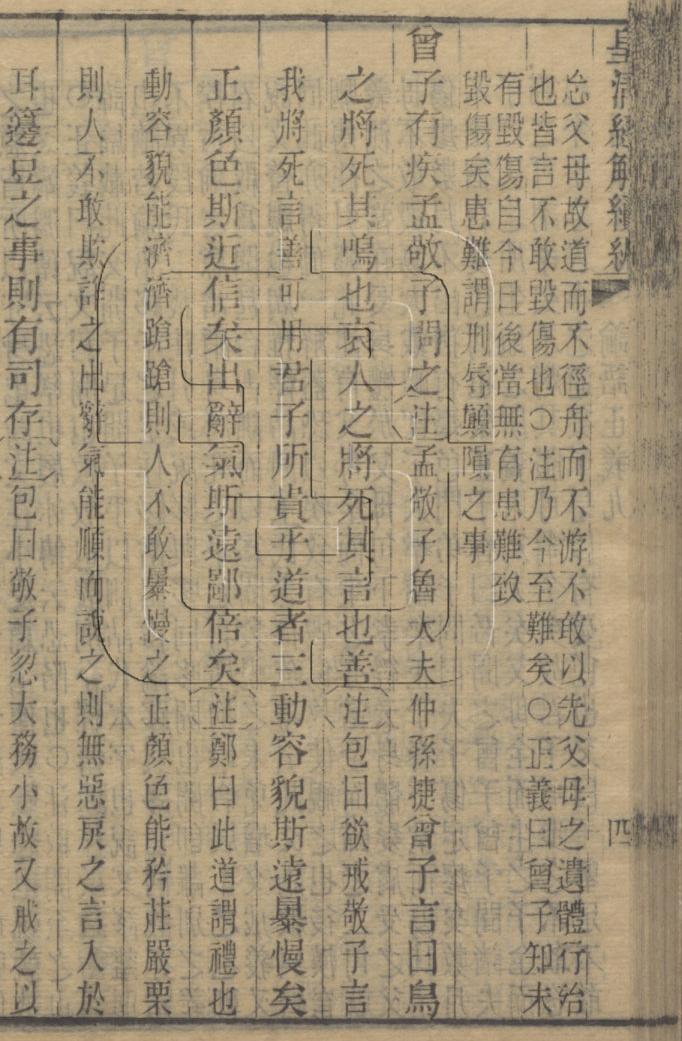 皇清經解續編
忩父母故道而不徑舟而不游不敢以先父母之遺體行殆
也皆言不敢毀傷也○注乃今至難矣○正義曰曾子知未
有毀傷自今日後當無有患難致
毀傷矣患難謂刑辱顚隕之事
曾子有疾孟敬子問之注孟敬子魯大夫仲孫捷曾子言曰鳥
之將死其鳴也哀人之將死其言也善注包曰欲戒敬子言
我將死言善可用君子所貴乎道者三動容貌斯遠暴慢矣
正顏色斯近信矣出辭氣斯遠鄙倍矣注鄭曰此道謂禮也
動容貌能濟濟蹌蹌則人不敢暴慢之正顏色能矜莊嚴栗
則人不敢欺詐之出辭氣能順而說之則無惡戾之言入於
耳籩豆之事則有司存注包曰敬子忽大務小故又戒之以
四